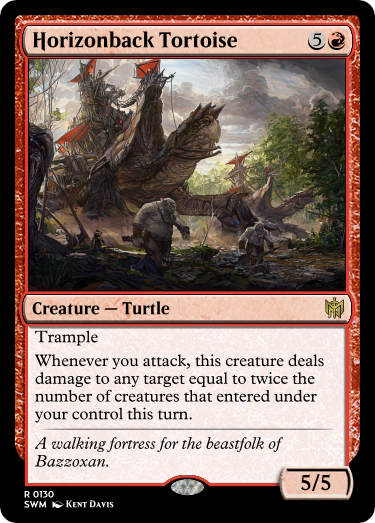 Horizonback Tortoise 5
Creature — Turtle
Trample
Whenever you attack, this creature deals
damage to any target equal to twice the
number of creatures that entered under
your control this turn.
A walking fortress for the beastfolk of
Bazzoxan.
5/5
R 0130
SWM Kent Davis